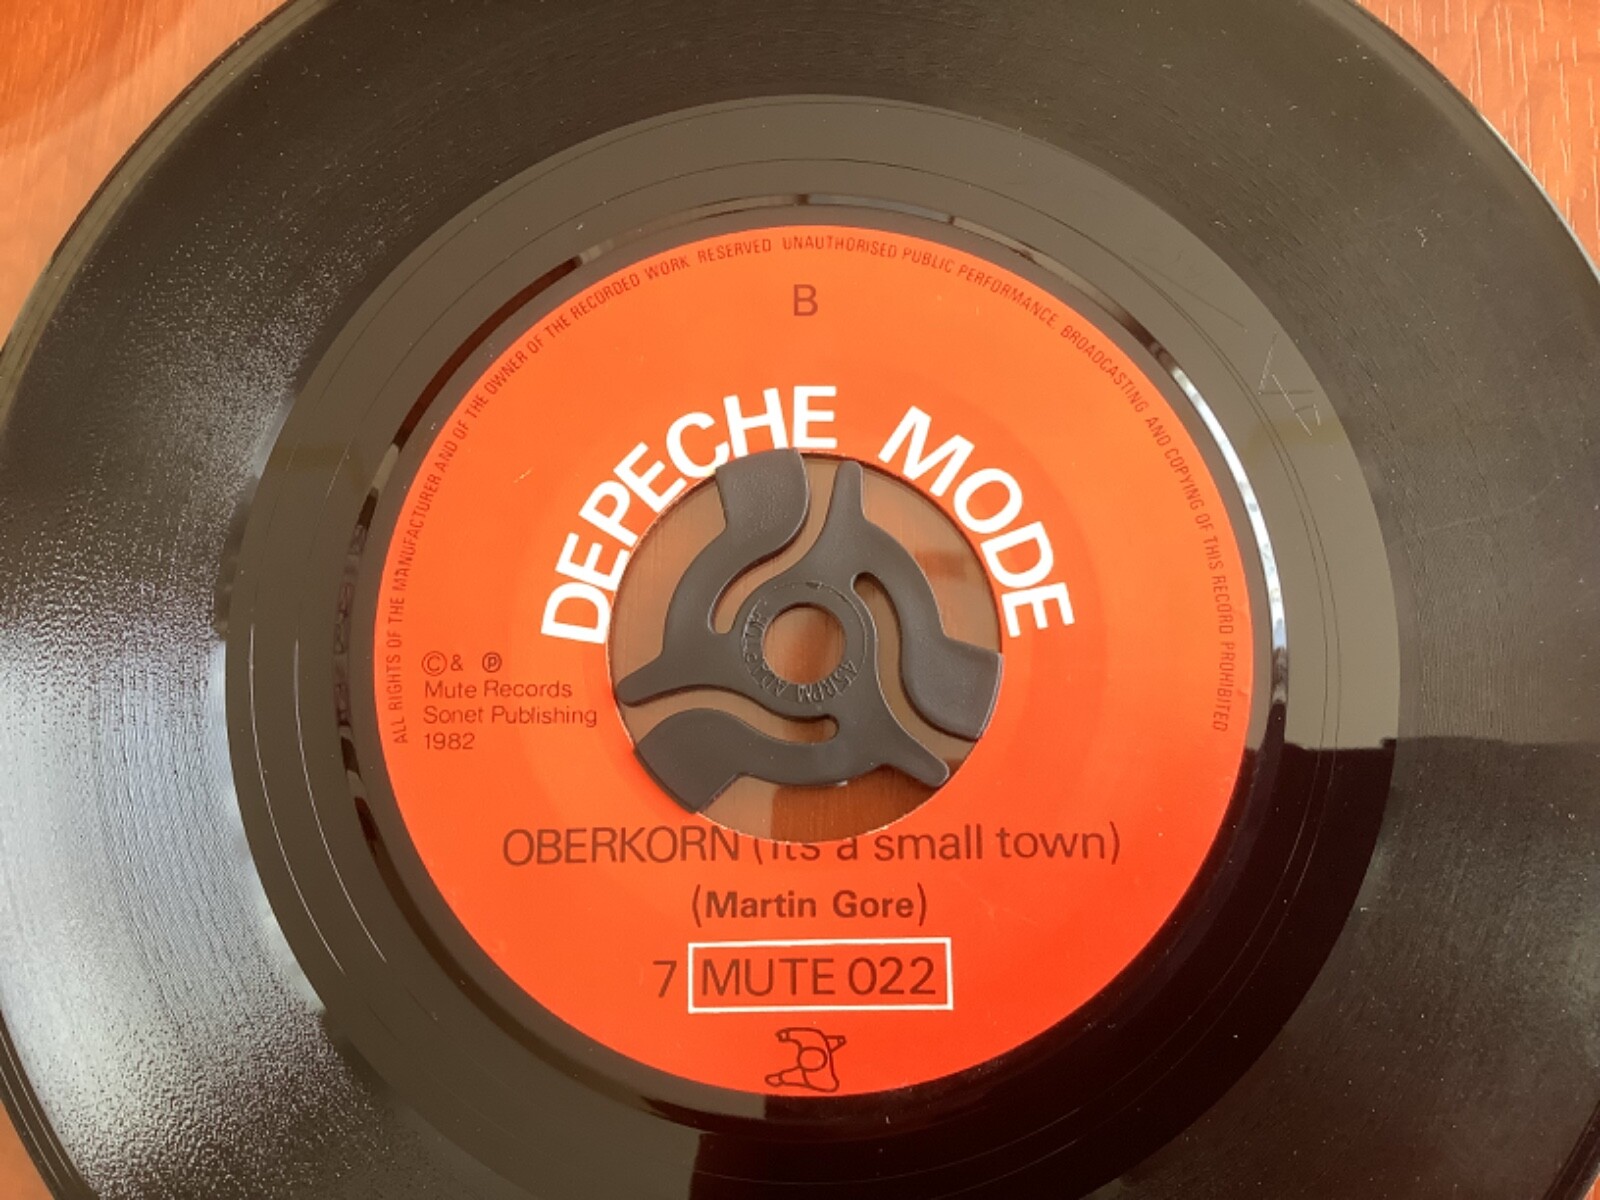 ALL RIGHTS OF THE MANUFACTURER AND OF THE OWNER OF THE RECORDED WORK RESERVED UNAUTHORISED PUBLIC PERFORMANCE, BROADCASTING AND COPYING OF THIS RECORD PROHIBITED
B
DEPECHE MODE
© & ℗
Mute Records
Sonet Publishing
1982
45RPM
OBERKORN (its a small town)
(Martin Gore)
7 MUTE 022